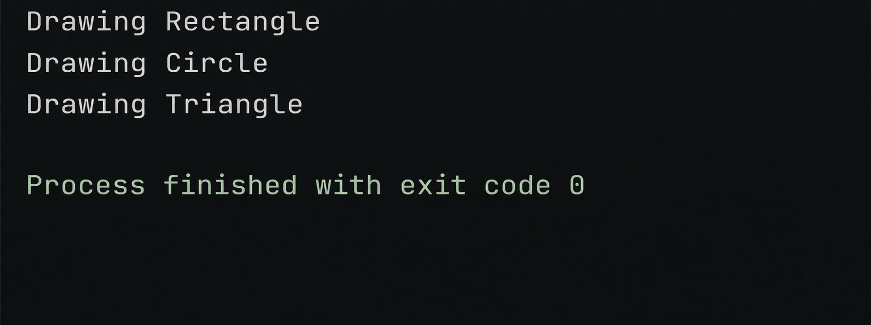 Drawing Rectangle
Drawing Circle
Drawing Triangle
Process finished with exit code 0